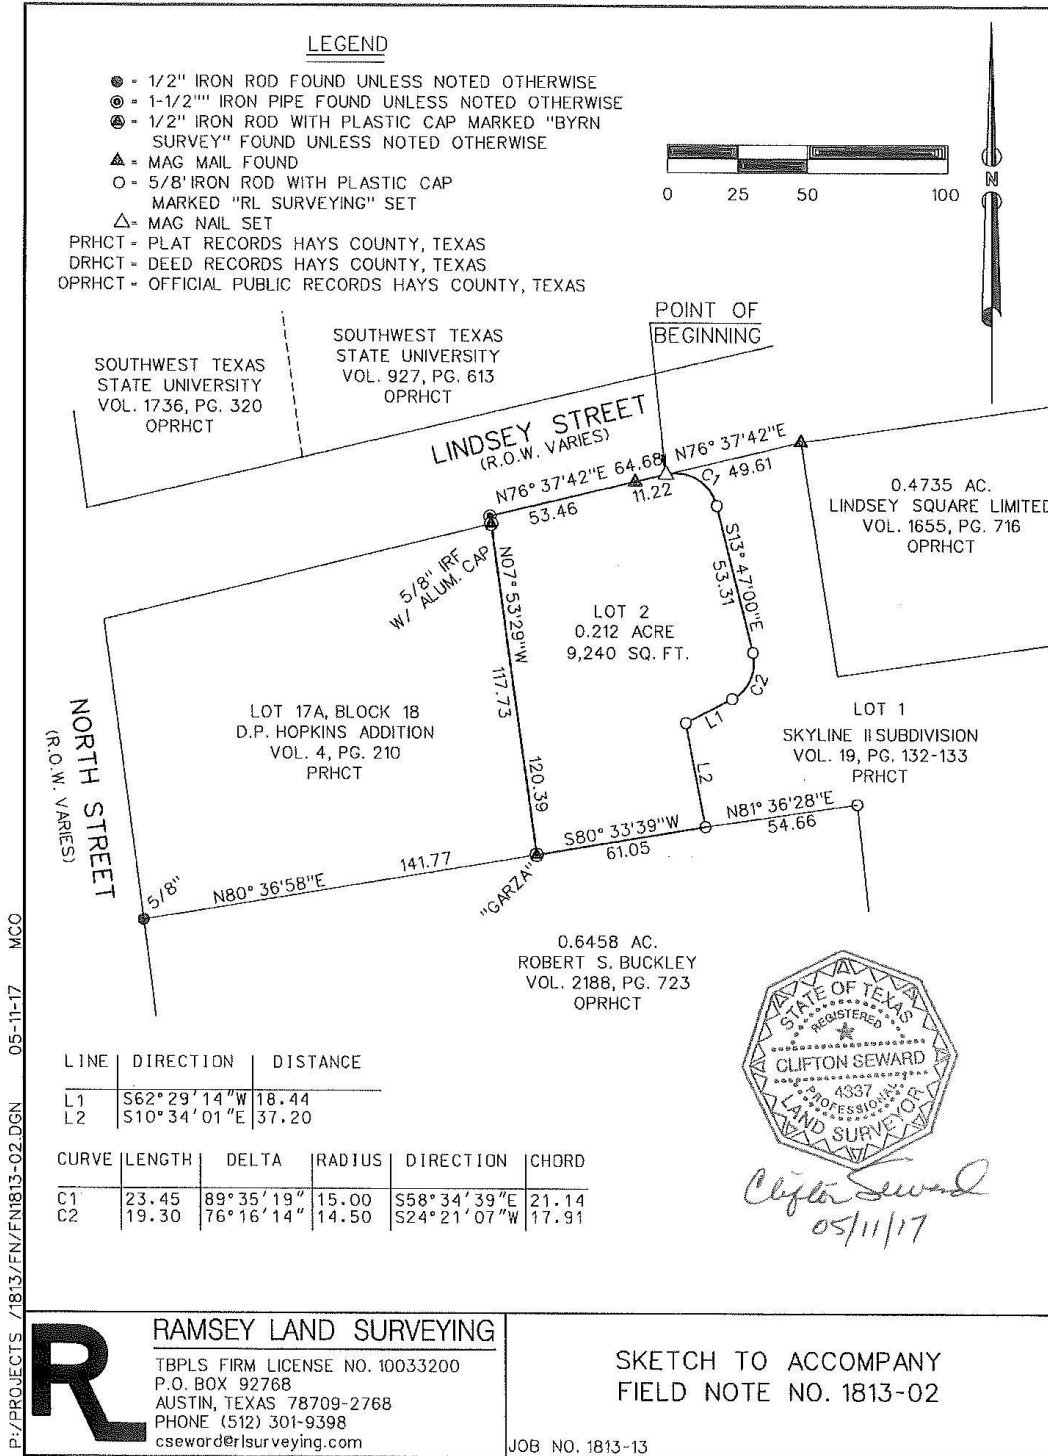 LEGEND
= 1/2" IRON ROD FOUND UNLESS NOTED OTHERWISE
= 1-1/2"" IRON PIPE FOUND UNLESS NOTED OTHERWISE
= 1/2" IRON ROD WITH PLASTIC CAP MARKED "BYRN
SURVEY" FOUND UNLESS NOTED OTHERWISE
= MAG MAIL FOUND
= 5/8' IRON ROD WITH PLASTIC CAP
MARKED "RL SURVEYING" SET
= MAG NAIL SET
PRHCT = PLAT RECORDS HAYS COUNTY, TEXAS
DRHCT = DEED RECORDS HAYS COUNTY, TEXAS
OPRHCT = OFFICIAL PUBLIC RECORDS HAYS COUNTY, TEXAS
0 25 50 100
N
POINT OF
BEGINNING
SOUTHWEST TEXAS
STATE UNIVERSITY
VOL. 1736, PG. 320
OPRHCT
SOUTHWEST TEXAS
STATE UNIVERSITY
VOL. 927, PG. 613
OPRHCT
LINDSEY STREET
(R.O.W. VARIES)
N76° 37'42"E 64.68
53.46
11.22
N76° 37'42"E
49.61
C1
0.4735 AC.
LINDSEY SQUARE LIMITED
VOL. 1655, PG. 716
OPRHCT
5/8" IRF
W/ ALUM. CAP
N07° 53'29"W
117.73
120.39
S13° 47'00"E
53.31
LOT 2
0.212 ACRE
9,240 SQ. FT.
C2
L1
L2
LOT 1
SKYLINE II SUBDIVISION
VOL. 19, PG. 132-133
PRHCT
LOT 17A, BLOCK 18
D.P. HOPKINS ADDITION
VOL. 4, PG. 210
PRHCT
NORTH STREET
(R.O.W. VARIES)
N81° 36'28"E
54.66
S80° 33'39"W
61.05
141.77
N80° 36'58"E
5/8"
"GARZA"
0.6458 AC.
ROBERT S. BUCKLEY
VOL. 2188, PG. 723
OPRHCT
STATE OF TEXAS
REGISTERED
CLIFTON SEWARD
4337
PROFESSIONAL
LAND SURVEYOR
Clifton Seward
05/11/17
LINE DIRECTION DISTANCE
L1 S62°29'14"W 18.44
L2 S10°34'01"E 37.20
CURVE LENGTH DELTA RADIUS DIRECTION CHORD
C1 23.45 89°35'19" 15.00 S58°34'39"E 21.14
C2 19.30 76°16'14" 14.50 S24°21'07"W 17.91
P:/PROJECTS /1813/FN/FN1813-02.DGN 05-11-17 MCO
RL
RAMSEY LAND SURVEYING
TBPLS FIRM LICENSE NO. 10033200
P.O. BOX 92768
AUSTIN, TEXAS 78709-2768
PHONE (512) 301-9398
cseword@rlsurveying.com
SKETCH TO ACCOMPANY
FIELD NOTE NO. 1813-02
JOB NO. 1813-13